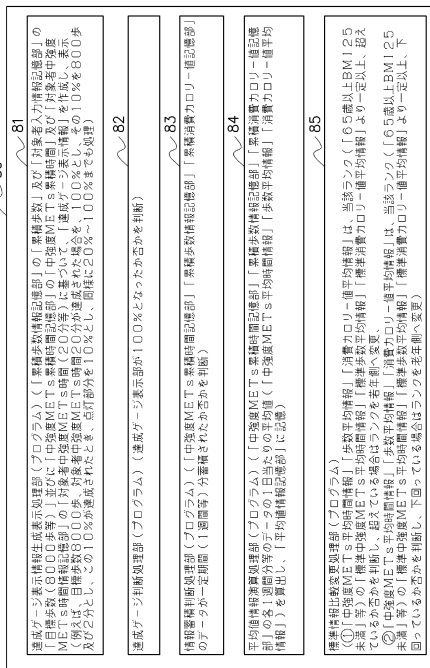 80
81
達成ゲージ表示情報生成表示処理部(プログラム)(「累積歩数情報記憶部」の「累積歩数」及び「対象者入力情報記憶部」の
「目標歩数(8000歩等)」並びに「中強度METs累積時間記憶部」の「中強度METs累積時間」及び「対象者中強度
METs時間情報記憶部」の「対象者中強度METs時間(20分等)」に基づいて、「達成ゲージ表示情報」を作成し、表示
(例えば、目標歩数8000歩、対象者中強度METs時間20分が達成された場合を、100%とし、その10%を800歩
及び2分とし、この10%が達成されたとき、点灯部分を10%とし、同様に20%~100%までも処理)
82
達成ゲージ判断処理部(プログラム)(達成ゲージ表示部が100%となったか否かを判断)
83
情報蓄積判断処理部(プログラム)(「中強度METs累積時間記憶部」「累積歩数情報記憶部」「累積消費カロリー値記憶部」
のデータが一定期間(1週間等)分蓄積されたか否かを判断)
84
平均値情報演算処理部(プログラム)(「中強度METs累積時間記憶部」「累積歩数情報記憶部」「累積消費カロリー値記憶
部」の各1週間分等のデータの1日当たりの平均値(「中強度METs平均時間情報」「歩数平均情報」「消費カロリー値平均
情報」)を算出し、「平均値情報記憶部」に記憶)
85
標準情報比較変更処理部(プログラム)
(①「中強度METs平均時間情報」「歩数平均情報」「消費カロリー値平均情報」は、当該ランク(「65歳以上BMI25
未満」等)の「標準中強度METs平均時間情報」「標準歩数平均情報」「標準消費カロリー値平均情報」より一定以上、超え
ているか否かを判断し、超えている場合はランクを若年側へ変更、
②「中強度METs平均時間情報」「歩数平均情報」「消費カロリー値平均情報」は、当該ランク(「65歳以上BMI25
未満」等)の「標準中強度METs平均時間情報」「標準歩数平均情報」「標準消費カロリー値平均情報」より一定以上、下
回っているか否かを判断し、下回っている場合はランクを老年側へ変更)